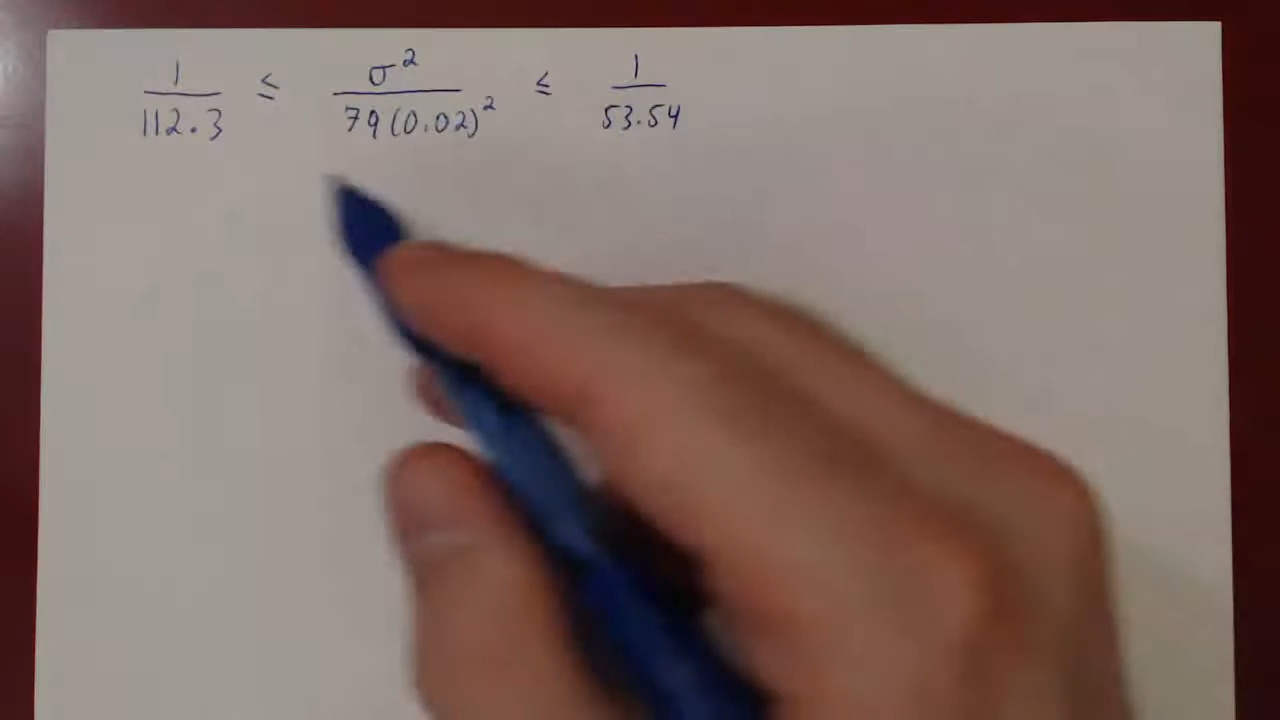 1/112.3 ≤ σ²/79(0.02)² ≤ 1/53.54